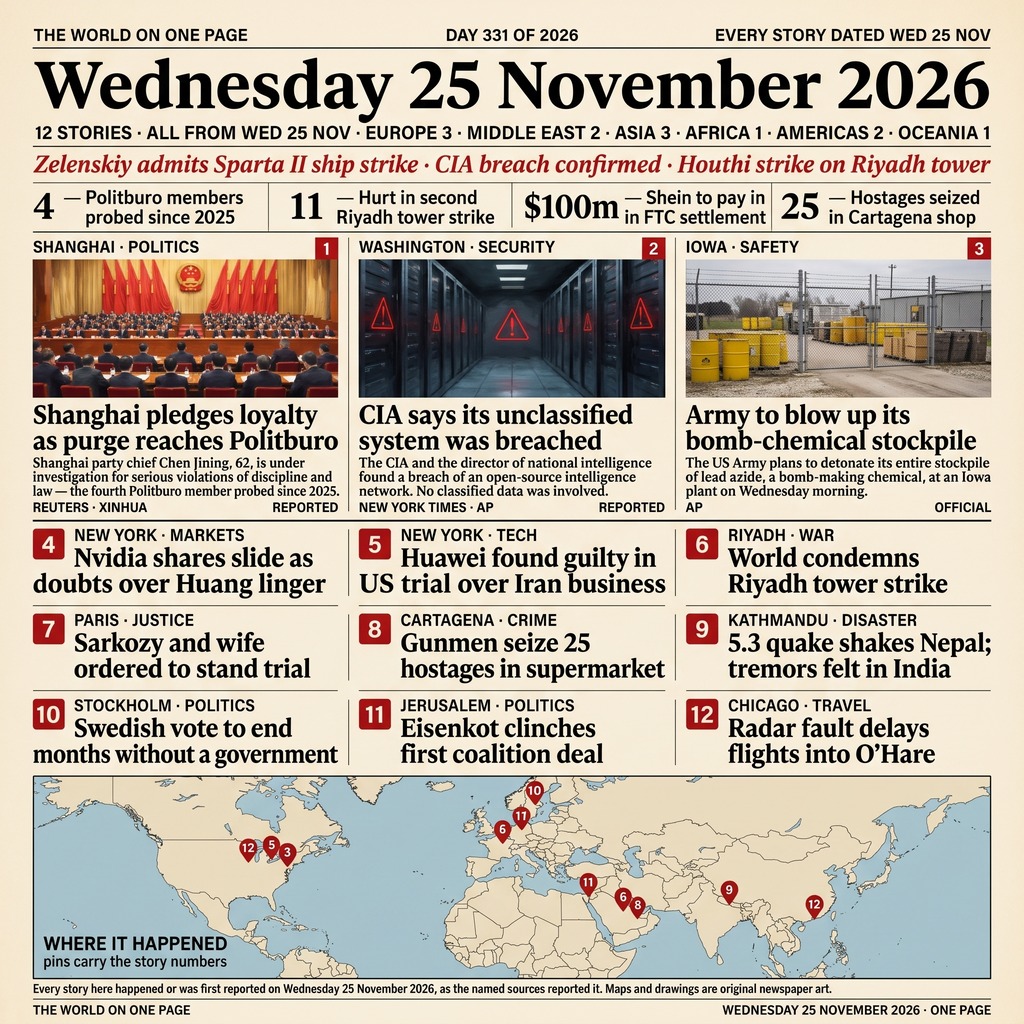 THE WORLD ON ONE PAGE
DAY 331 OF 2026
EVERY STORY DATED WED 25 NOV
Wednesday 25 November 2026
12 STORIES · ALL FROM WED 25 NOV · EUROPE 3 · MIDDLE EAST 2 · ASIA 3 · AFRICA 1 · AMERICAS 2 · OCEANIA 1
Zelenskiy admits Sparta II ship strike · CIA breach confirmed · Houthi strike on Riyadh tower
4 — Politburo members
probed since 2025
11 — Hurt in second
Riyadh tower strike
$100m — Shein to pay in
in FTC settlement
25 — Hostages seized
in Cartagena shop
SHANGHAI · POLITICS
1
Shanghai pledges loyalty
as purge reaches Politburo
Shanghai party chief Chen Jining, 62, is under
investigation for serious violations of discipline and
law — the fourth Politburo member probed since 2025.
REUTERS · XINHUA
REPORTED
WASHINGTON · SECURITY
2
CIA says its unclassified
system was breached
The CIA and the director of national intelligence
found a breach of an open-source intelligence
network. No classified data was involved.
NEW YORK TIMES · AP
REPORTED
IOWA · SAFETY
3
Army to blow up its
bomb-chemical stockpile
The US Army plans to detonate its entire stockpile
of lead azide, a bomb-making chemical, at an Iowa
plant on Wednesday morning.
AP
OFFICIAL
4
NEW YORK · MARKETS
Nvidia shares slide as
doubts over Huang linger
5
NEW YORK · TECH
Huawei found guilty in
US trial over Iran business
6
RIYADH · WAR
World condemns
Riyadh tower strike
7
PARIS · JUSTICE
Sarkozy and wife
ordered to stand trial
8
CARTAGENA · CRIME
Gunmen seize 25
hostages in supermarket
9
KATHMANDU · DISASTER
5.3 quake shakes Nepal;
tremors felt in India
10
STOCKHOLM · POLITICS
Swedish vote to end
months without a government
11
JERUSALEM · POLITICS
Eisenkot clinches
first coalition deal
12
CHICAGO · TRAVEL
Radar fault delays
flights into O'Hare
10
11
6
12
5
3
11
6
8
9
12
WHERE IT HAPPENED
pins carry the story numbers
Every story here happened or was first reported on Wednesday 25 November 2026, as the named sources reported it. Maps and drawings are original newspaper art.
THE WORLD ON ONE PAGE
WEDNESDAY 25 NOVEMBER 2026 · ONE PAGE